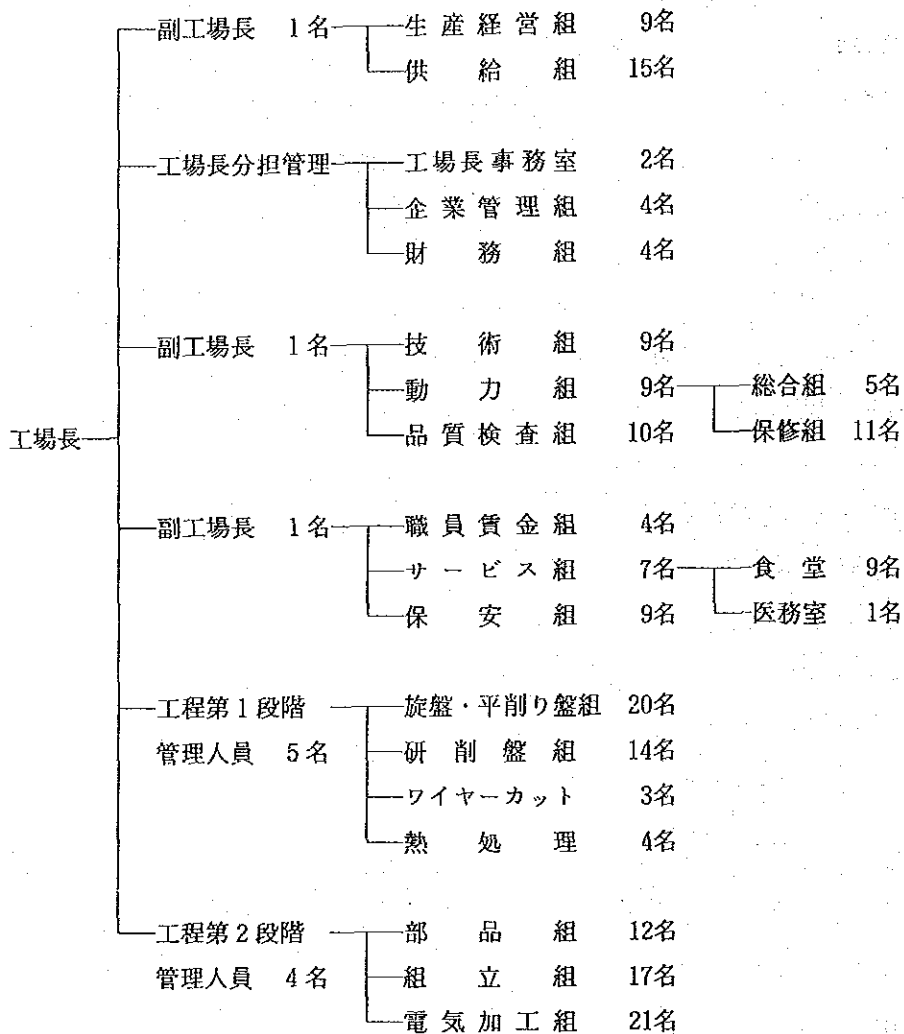 副工場長 1名 生産経営組 9名
供給組 15名
工場長分担管理 工場長事務室 2名
企業管理組 4名
財務組 4名
副工場長 1名 技術組 9名
動力組 9名 総合組 5名
工場長 品質検査組 10名 保修組 11名
副工場長 1名 職員賃金組 4名
サービス組 7名 食堂 9名
保安組 9名 医務室 1名
工程第1段階 旋盤・平削り盤組 20名
管理人員 5名 研削盤組 14名
ワイヤーカット 3名
熱処理 4名
工程第2段階 部品組 12名
管理人員 4名 組立組 17名
電気加工組 21名